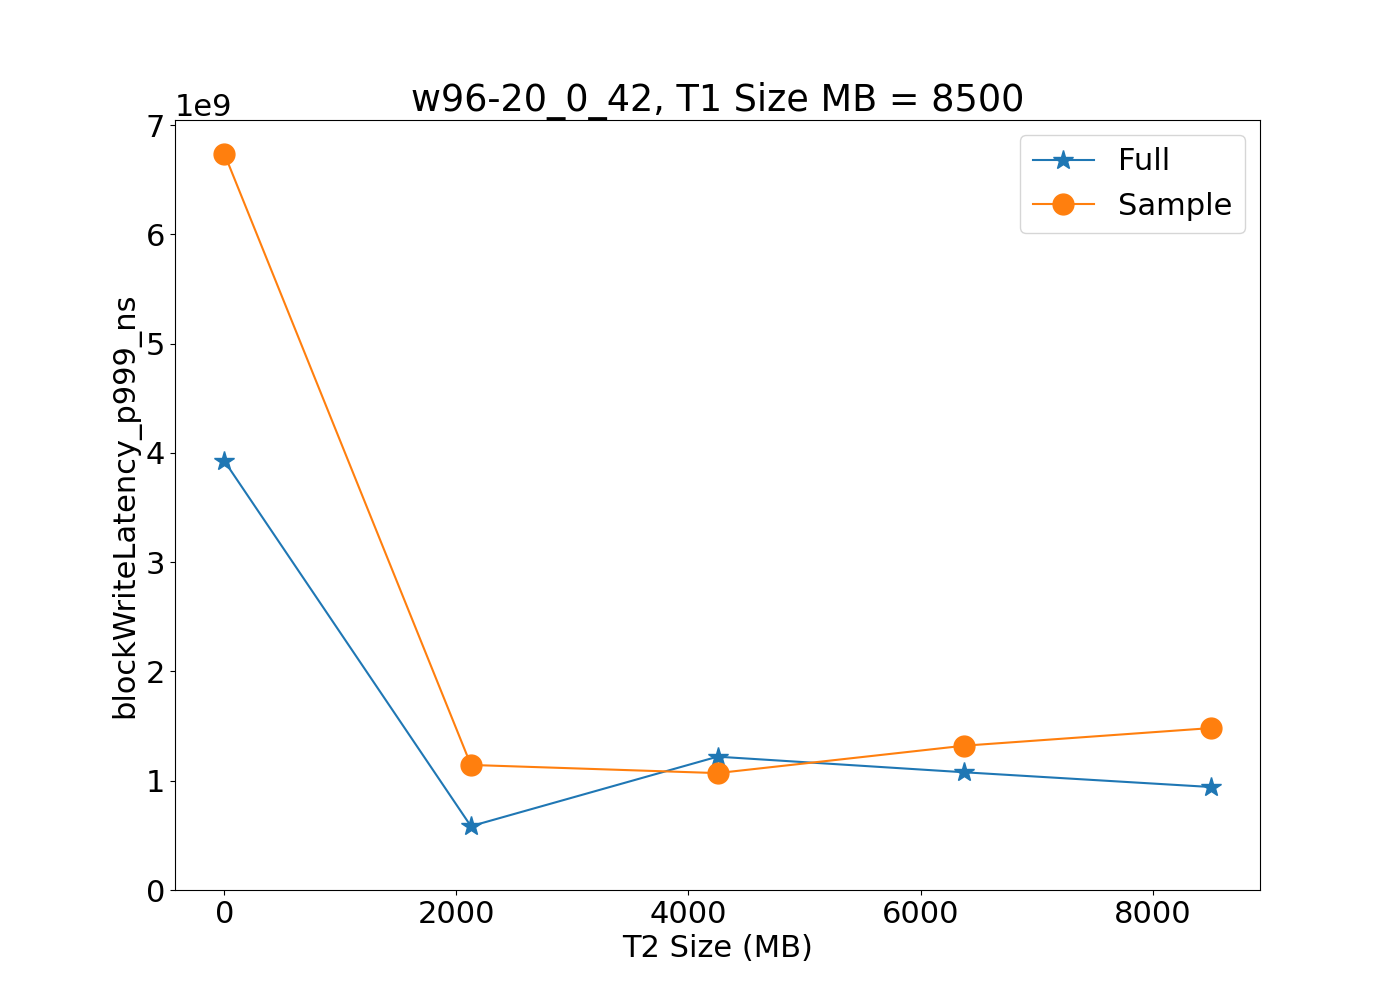 w96-20_0_42, T1 Size MB = 8500
1e9
7
6
5
4
3
2
1
0
blockWriteLatency_p999_ns
Full
Sample
0 2000 4000 6000 8000
T2 Size (MB)